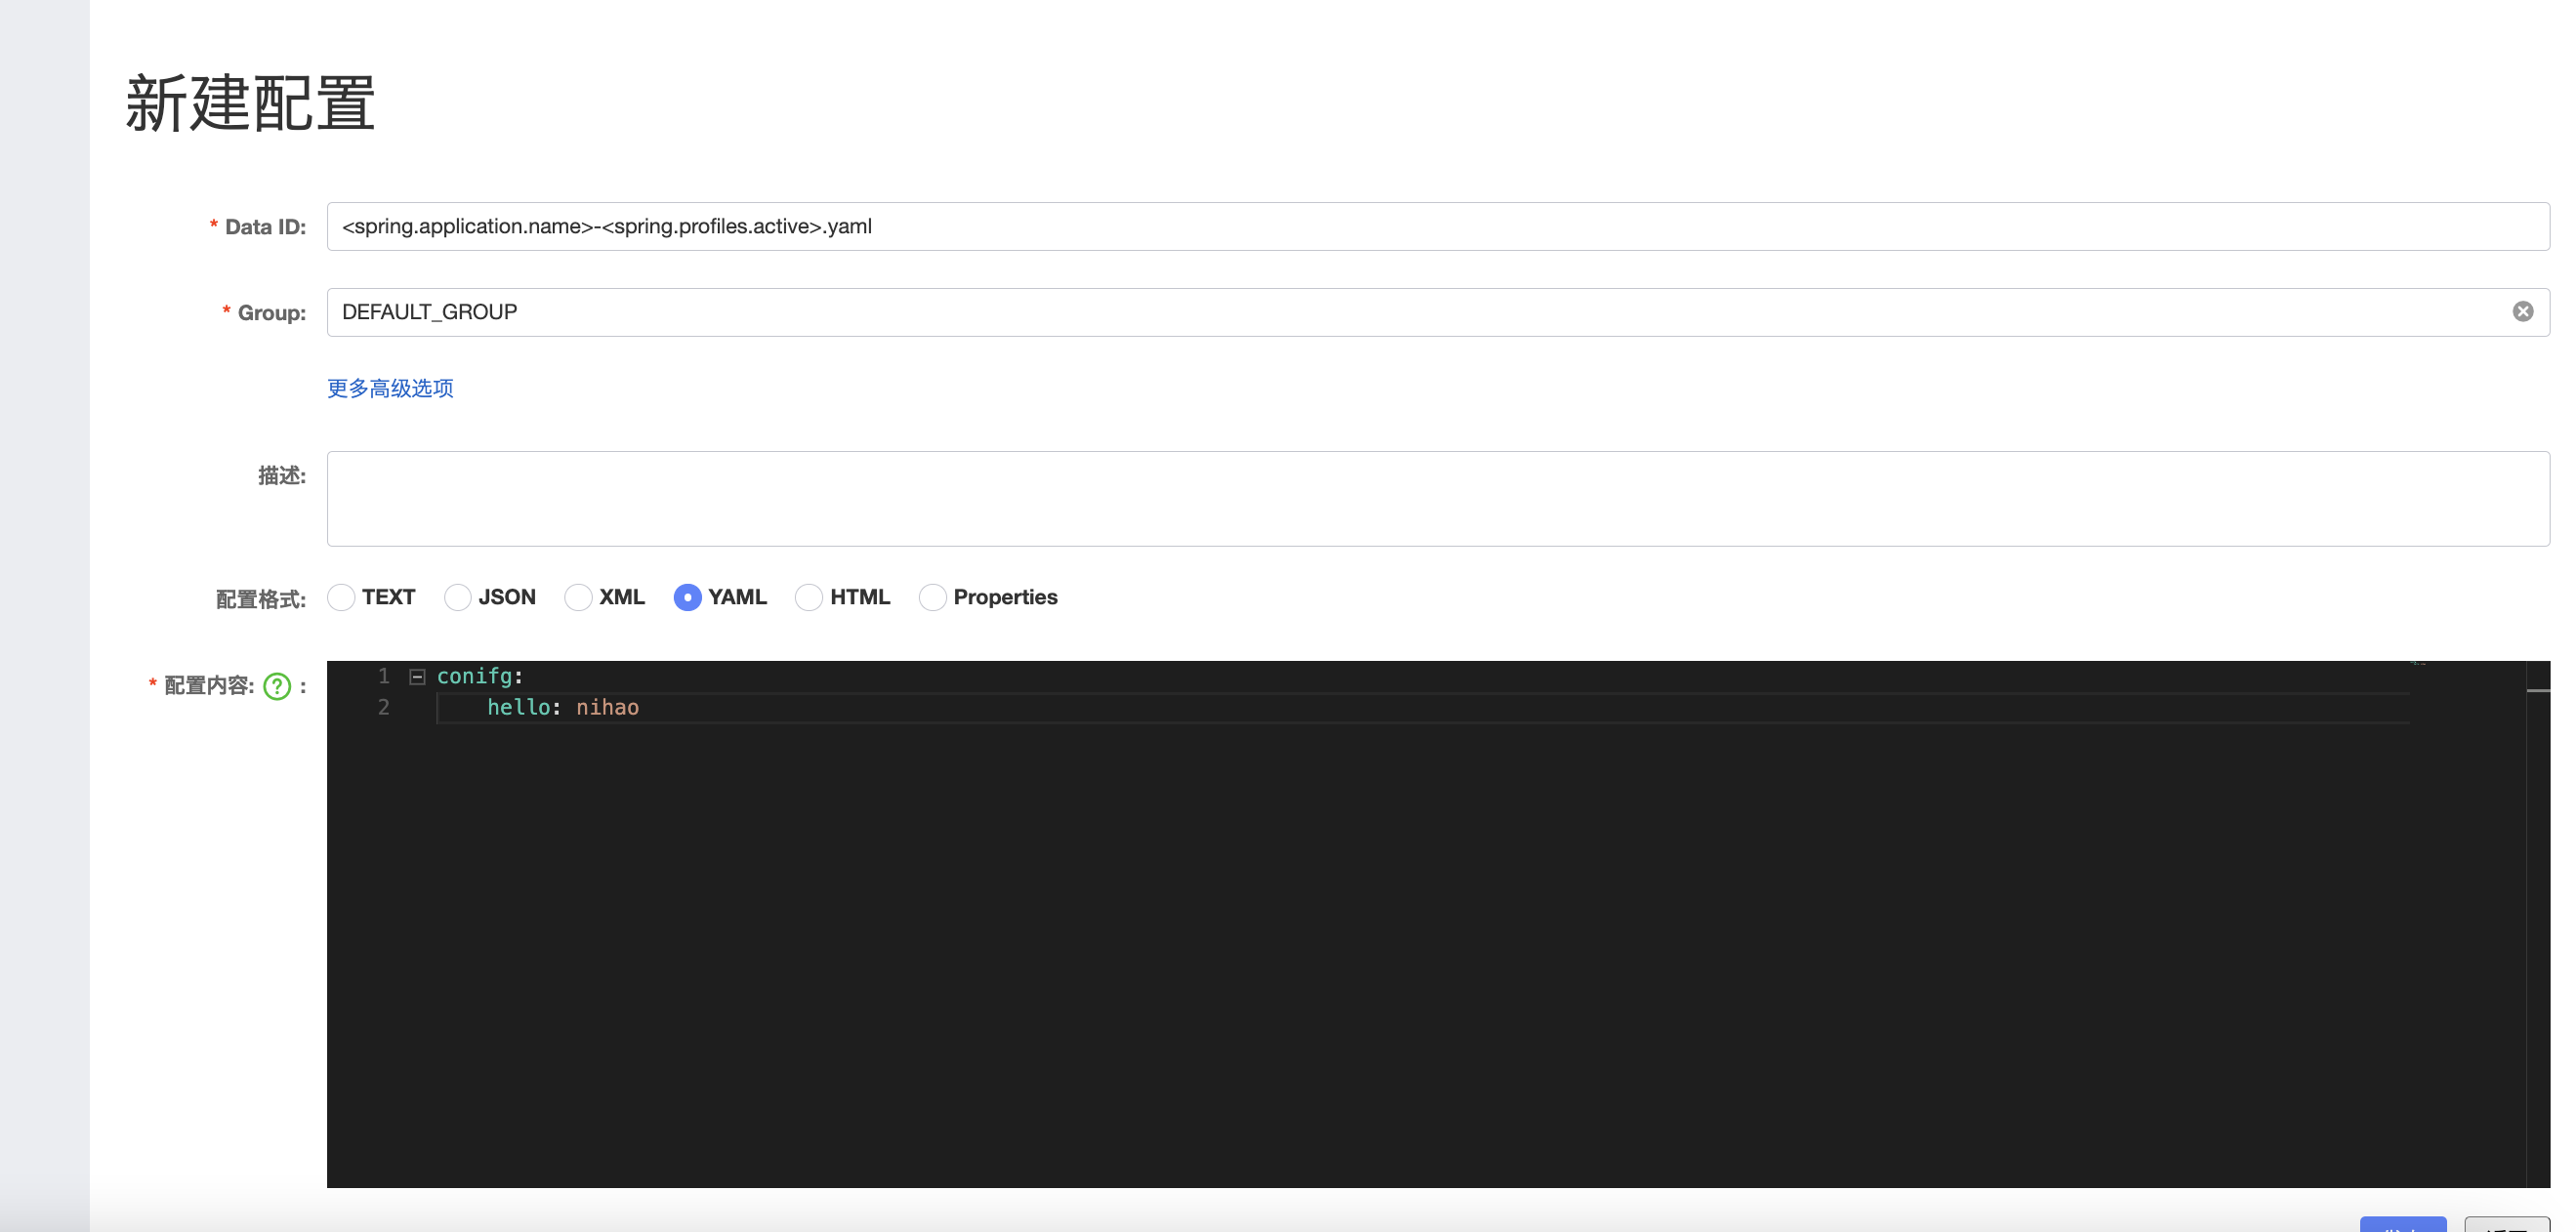 新建配置
* Data ID: <spring.application.name>-<spring.profiles.active>.yaml
* Group: DEFAULT_GROUP
更多高级选项
描述:
配置格式: TEXT JSON XML YAML HTML Properties
* 配置内容: ? :
1 conifg:
2 hello: nihao